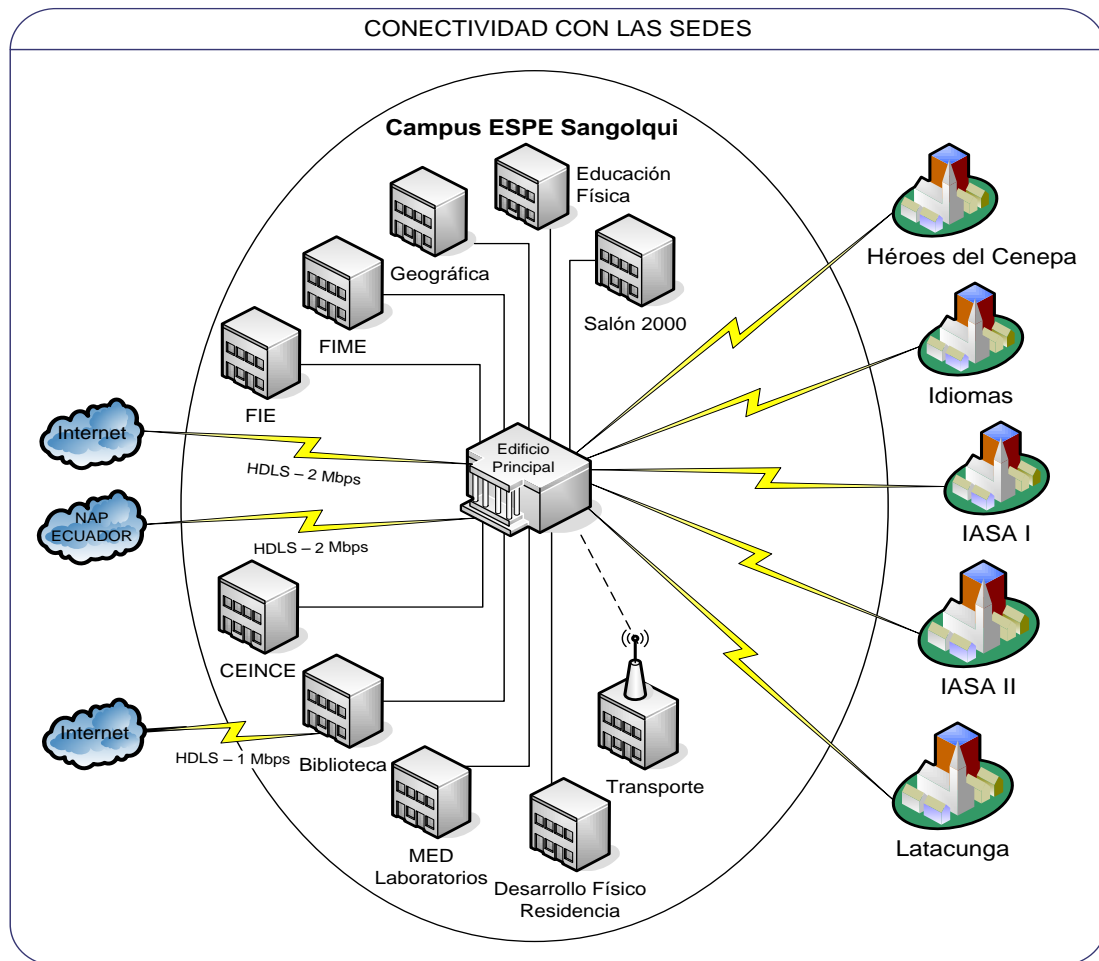 CONECTIVIDAD CON LAS SEDES
Campus ESPE Sangolqui
Educación
Física
Geográfica
Salón 2000
FIME
FIE
Héroes del Cenepa
Idiomas
IASA I
IASA II
Latacunga
Internet
HDLS – 2 Mbps
Edificio
Principal
NAP
ECUADOR
HDLS – 2 Mbps
CEINCE
Internet
HDLS – 1 Mbps
Biblioteca
MED
Laboratorios
Desarrollo Físico
Residencia
Transporte